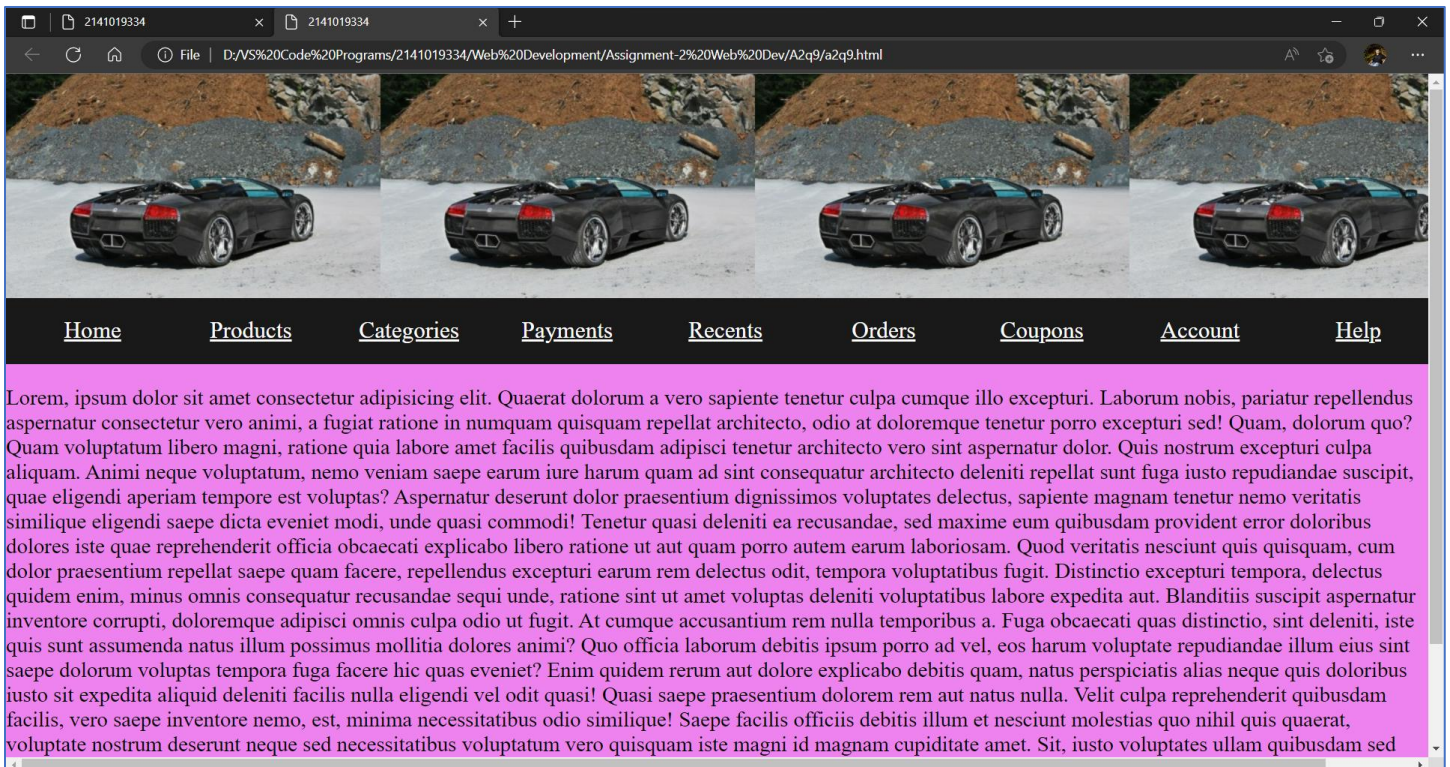 2141019334
2141019334
File | D:/VS%20Code%20Programs/2141019334/Web%20Development/Assignment-2%20Web%20Dev/A2q9/a2q9.html
Home Products Categories Payments Recents Orders Coupons Account Help
Lorem, ipsum dolor sit amet consectetur adipisicing elit. Quaerat dolorum a vero sapiente tenetur culpa cumque illo excepturi. Laborum nobis, pariatur repellendus
aspernatur consectetur vero animi, a fugiat ratione in numquam quisquam repellat architecto, odio at doloremque tenetur porro excepturi sed! Quam, dolorum quo?
Quam voluptatum libero magni, ratione quia labore amet facilis quibusdam adipisci tenetur architecto vero sint aspernatur dolor. Quis nostrum excepturi culpa
aliquam. Animi neque voluptatum, nemo veniam saepe earum iure harum quam ad sint consequatur architecto deleniti repellat sunt fuga iusto repudiandae suscipit,
quae eligendi aperiam tempore est voluptas? Aspernatur deserunt dolor praesentium dignissimos voluptates delectus, sapiente magnam tenetur nemo veritatis
similique eligendi saepe dicta eveniet modi, unde quasi commodi! Tenetur quasi deleniti ea recusandae, sed maxime eum quibusdam provident error doloribus
dolores iste quae reprehenderit officia obcaecati explicabo libero ratione ut aut quam porro autem earum laboriosam. Quod veritatis nesciunt quis quisquam, cum
dolor praesentium repellat saepe quam facere, repellendus excepturi earum rem delectus odit, tempora voluptatibus fugit. Distinctio excepturi tempora, delectus
quidem enim, minus omnis consequatur recusandae sequi unde, ratione sint ut amet voluptas deleniti voluptatibus labore expedita aut. Blanditiis suscipit aspernatur
inventore corrupti, doloremque adipisci omnis culpa odio ut fugit. At cumque accusantium rem nulla temporibus a. Fuga obcaecati quas distinctio, sint deleniti, iste
quis sunt assumenda natus illum possimus mollitia dolores animi? Quo officia laborum debitis ipsum porro ad vel, eos harum voluptate repudiandae illum eius sint
saepe dolorum voluptas tempora fuga facere hic quas eveniet? Enim quidem rerum aut dolore explicabo debitis quam, natus perspiciatis alias neque quis doloribus
iusto sit expedita aliquid deleniti facilis nulla eligendi vel odit quasi! Quasi saepe praesentium dolorem rem aut natus nulla. Velit culpa reprehenderit quibusdam
facilis, vero saepe inventore nemo, est, minima necessitatibus odio similique! Saepe facilis officiis debitis illum et nesciunt molestias quo nihil quis quaerat,
voluptate nostrum deserunt neque sed necessitatibus voluptatum vero quisquam iste magni id magnam cupiditate amet. Sit, iusto voluptates ullam quibusdam sed